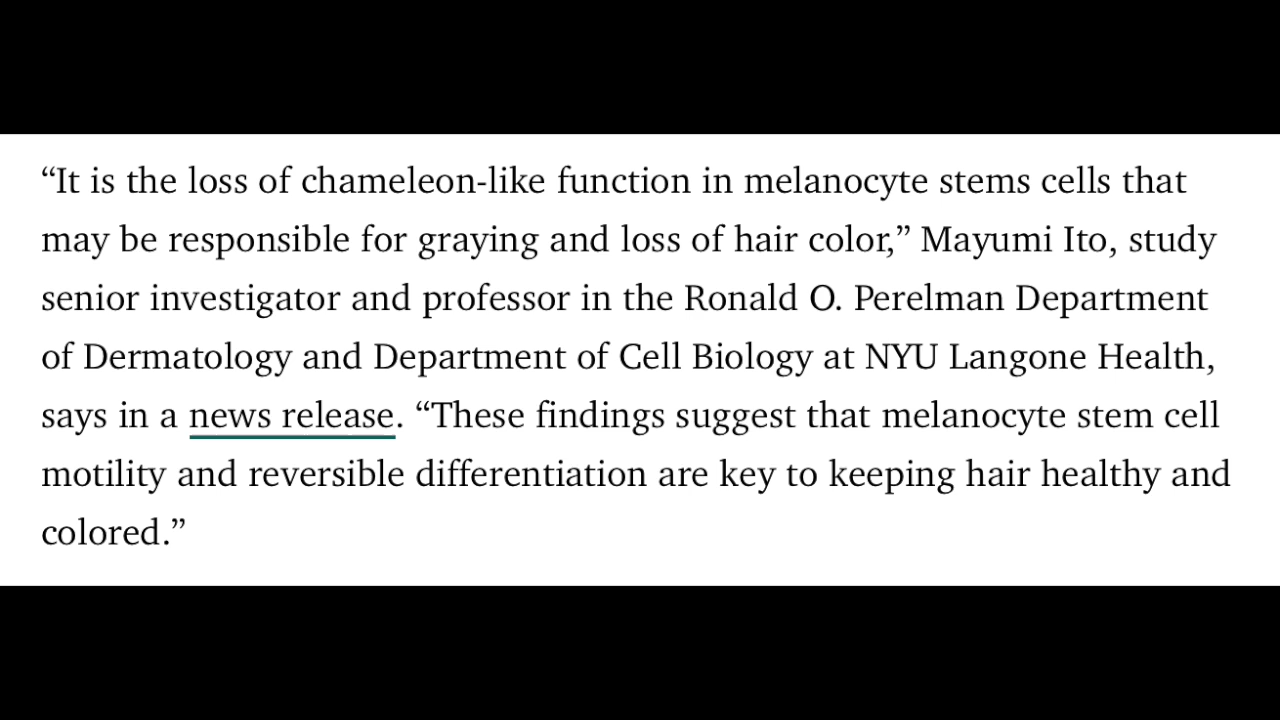 “It is the loss of chameleon-like function in melanocyte stems cells that
may be responsible for graying and loss of hair color,” Mayumi Ito, study
senior investigator and professor in the Ronald O. Perelman Department
of Dermatology and Department of Cell Biology at NYU Langone Health,
says in a news release. “These findings suggest that melanocyte stem cell
motility and reversible differentiation are key to keeping hair healthy and
colored.”